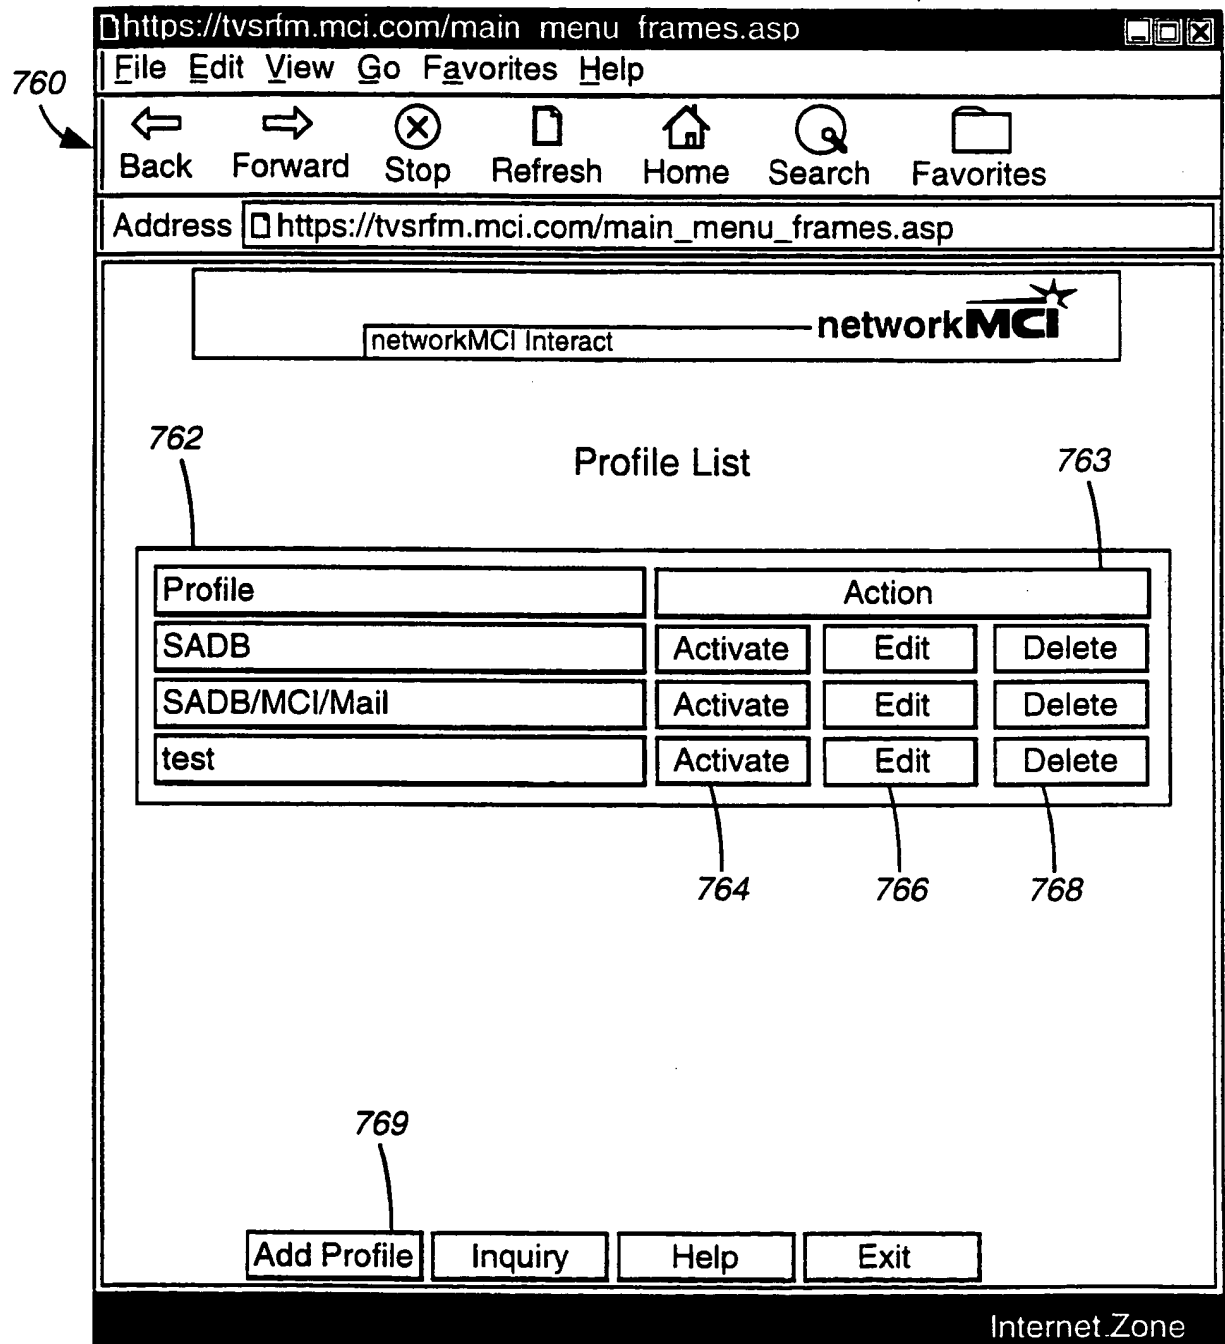 https://tvsrfm.mci.com/main menu frames.asp
760
File Edit View Go Favorites Help
Back Forward Stop Refresh Home Search Favorites
Address https://tvsrfm.mci.com/main_menu_frames.asp
networkMCI Interact
networkMCI
762
Profile List
763
Profile Action
SADB Activate Edit Delete
SADB/MCI/Mail Activate Edit Delete
test Activate Edit Delete
764 766 768
769
Add Profile Inquiry Help Exit
Internet Zone